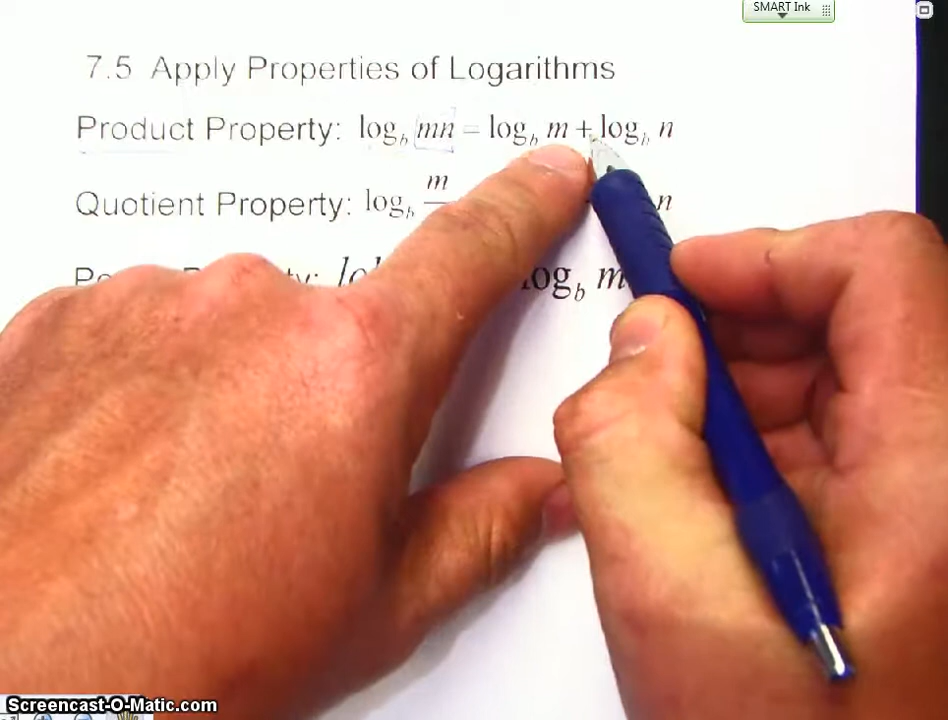 SMART Ink
7.5 Apply Properties of Logarithms
Product Property: log_b mn = log_b m + log_b n
Quotient Property: log_b m n
log_b m
Screencast-O-Matic.com